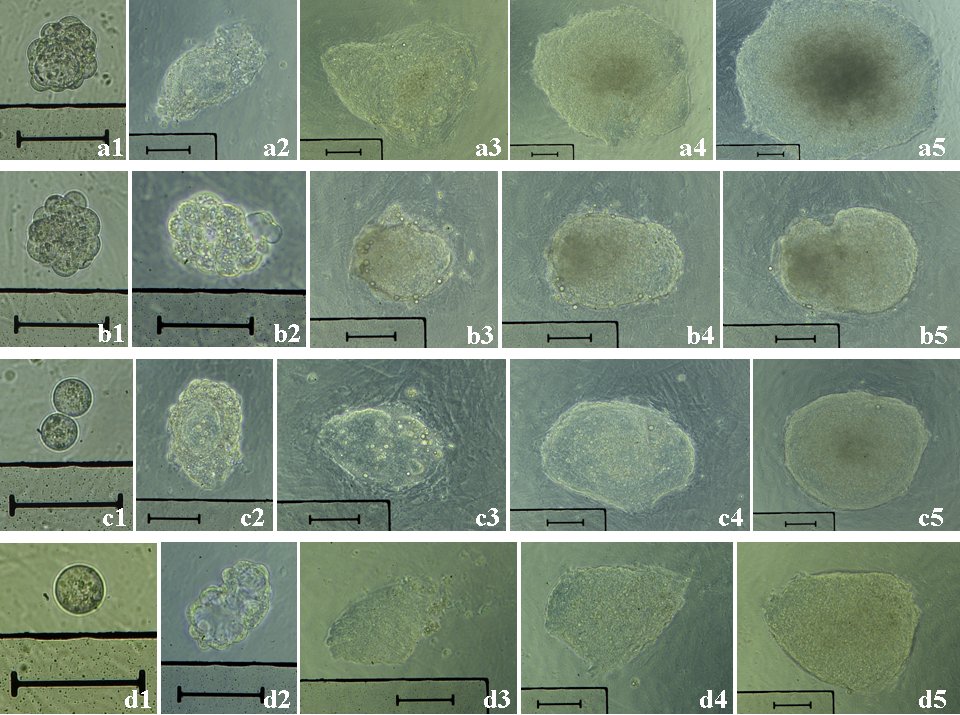 a1 a2 a3 a4 a5
b1 b2 b3 b4 b5
c1 c2 c3 c4 c5
d1 d2 d3 d4 d5